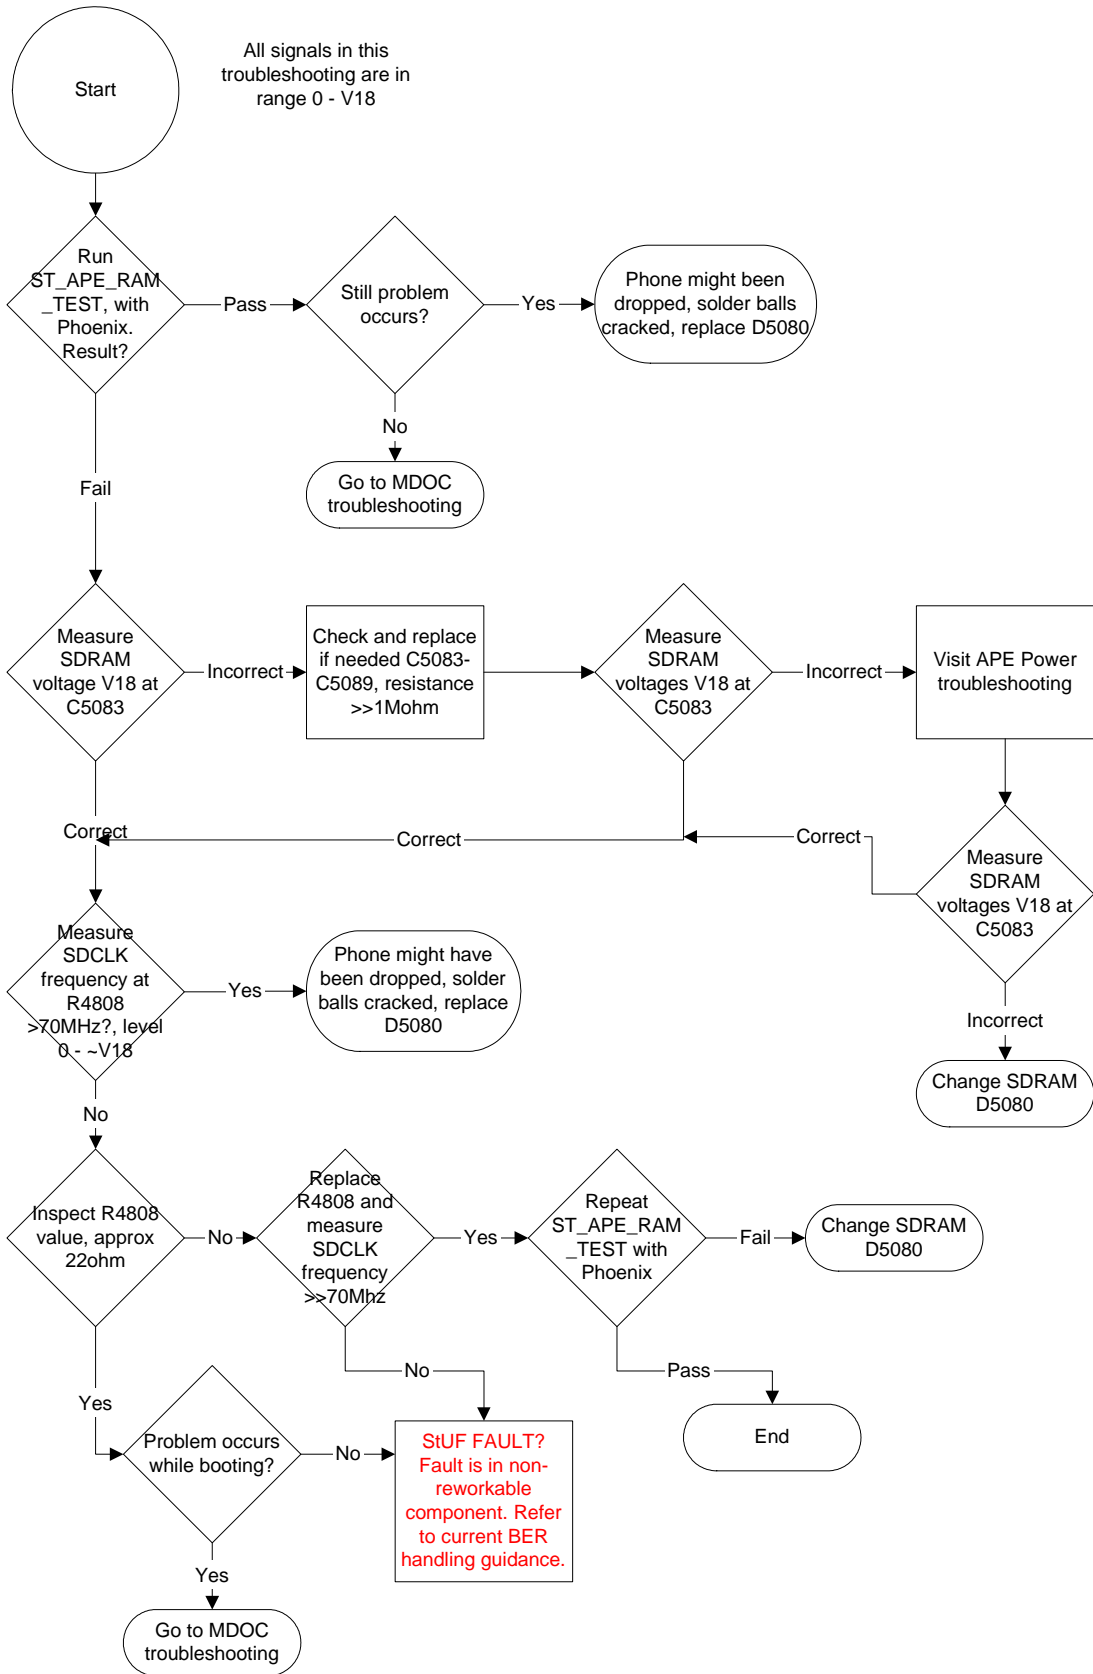 Start
All signals in this
troubleshooting are in
range 0 - V18
Run
ST_APE_RAM
_TEST, with
Phoenix.
Result?
Pass
Still problem
occurs?
Yes
Phone might been
dropped, solder balls
cracked, replace D5080
No
Go to MDOC
troubleshooting
Fail
Measure
SDRAM
voltage V18 at
C5083
Incorrect
Check and replace
if needed C5083-
C5089, resistance
>>1Mohm
Measure
SDRAM
voltages V18 at
C5083
Incorrect
Visit APE Power
troubleshooting
Correct
Correct
Correct
Measure
SDRAM
voltages V18 at
C5083
Incorrect
Change SDRAM
D5080
Measure
SDCLK
frequency at
R4808
>70MHz?, level
0 - ~V18
Yes
Phone might have
been dropped, solder
balls cracked, replace
D5080
No
Inspect R4808
value, approx
22ohm
No
Replace
R4808 and
measure
SDCLK
frequency
>>70Mhz
Yes
Repeat
ST_APE_RAM
_TEST with
Phoenix
Fail
Change SDRAM
D5080
No
Pass
End
Yes
Problem occurs
while booting?
No
StUF FAULT?
Fault is in non-
reworkable
component. Refer
to current BER
handling guidance.
Yes
Go to MDOC
troubleshooting